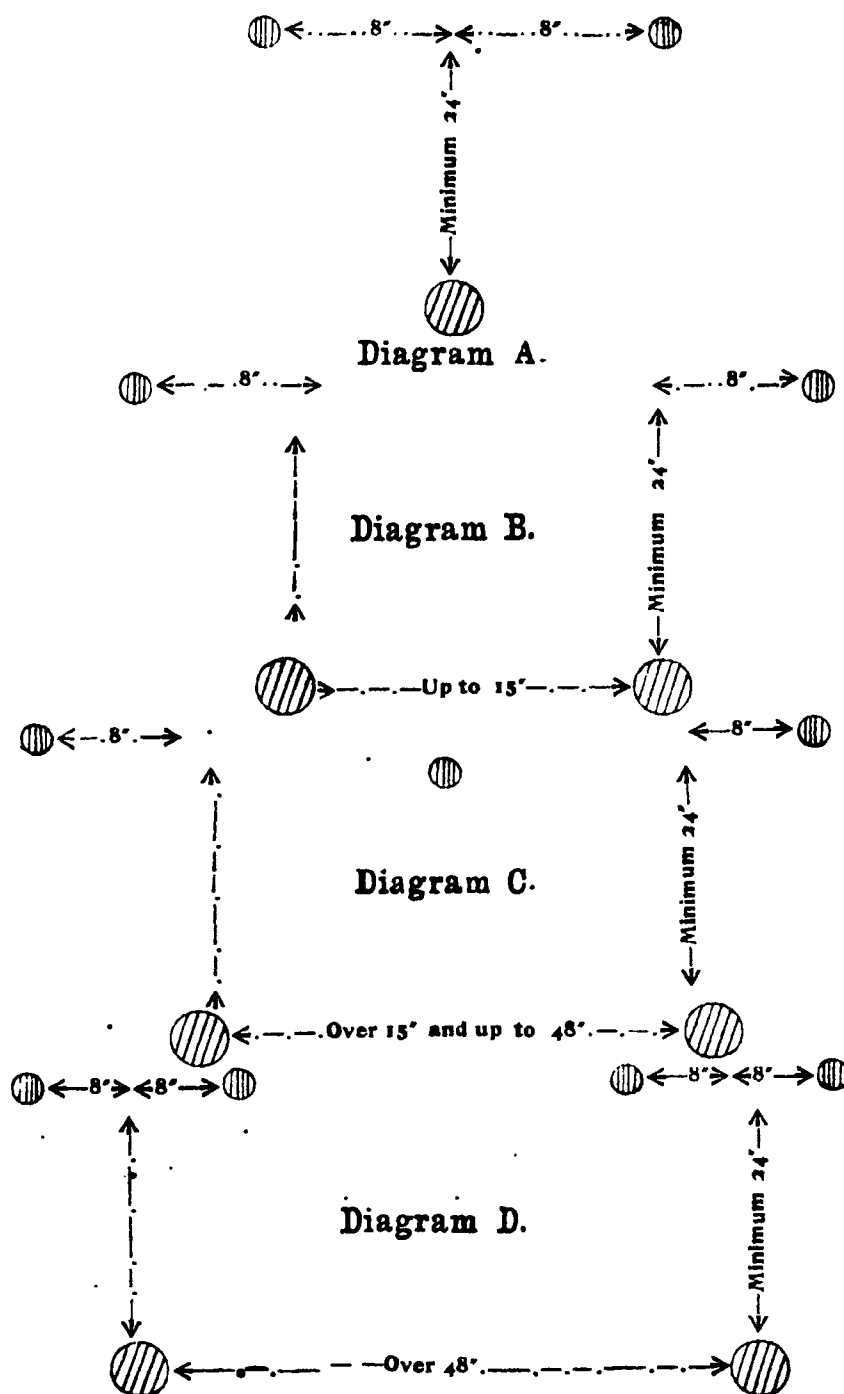 8″ 8″
Minimum 24″
Diagram A.
8″ 8″
Minimum 24″
Diagram B.
Up to 15″
8″ 8″
Minimum 24″
Diagram C.
Over 15″ and up to 48″.
8″ 8″ 8″ 8″
Minimum 24″
Diagram D.
Over 48″.